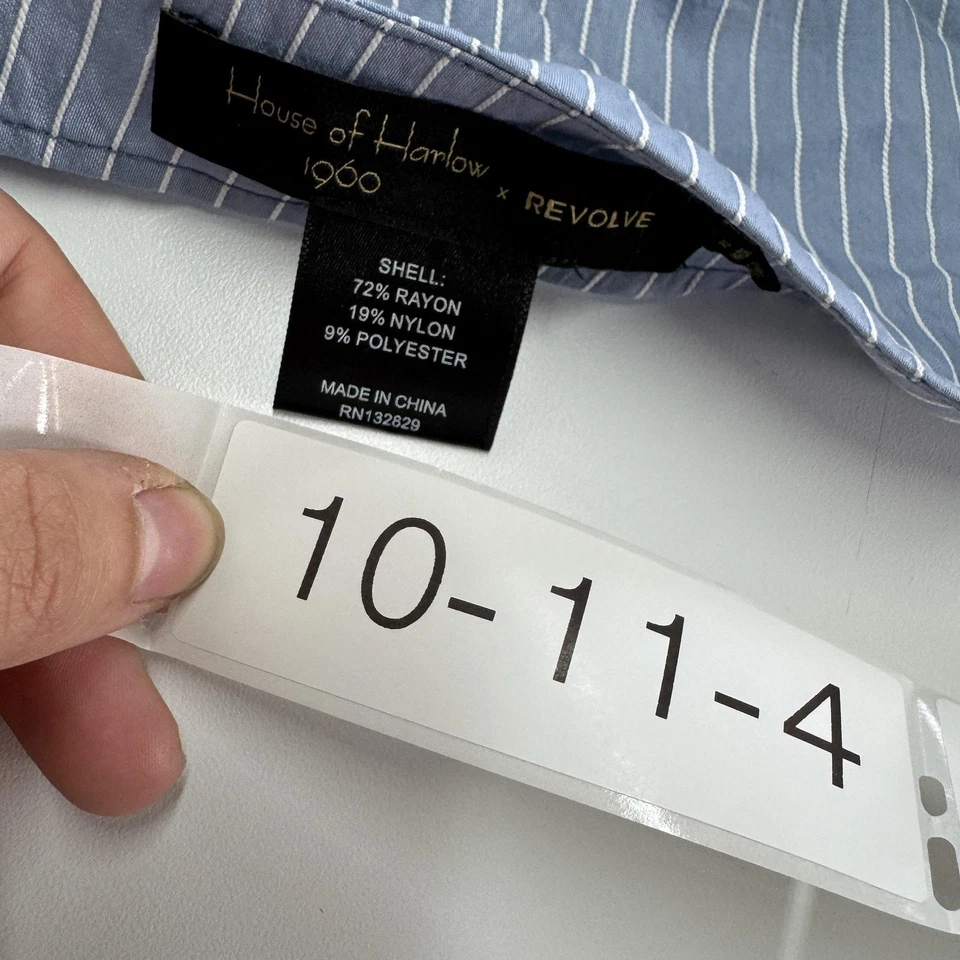 House of Harlow
1960 x REVOLVE
SHELL:
72% RAYON
19% NYLON
9% POLYESTER
MADE IN CHINA
RN132829
10-11-4